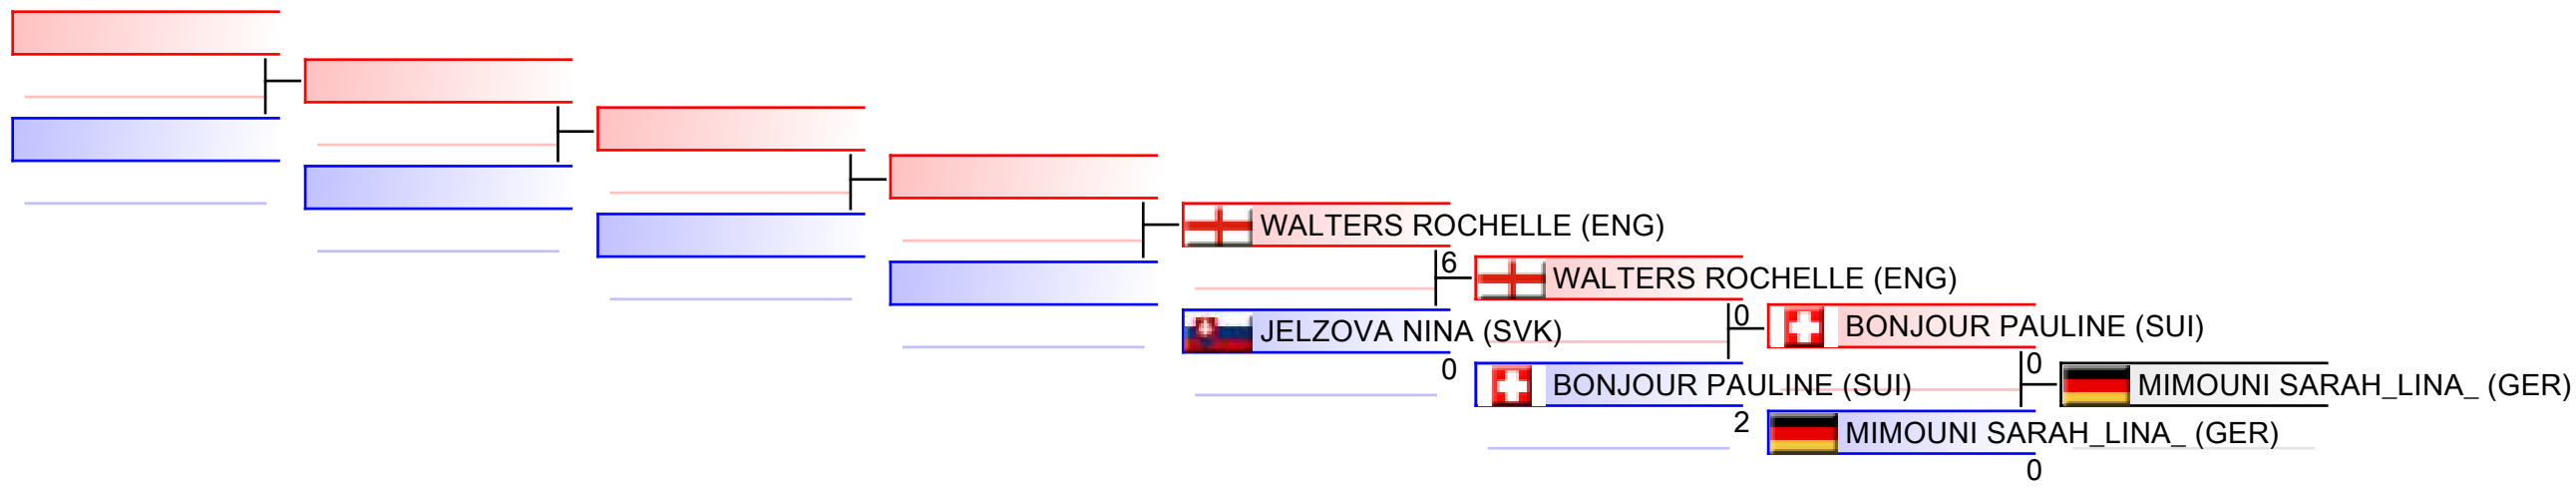 WALTERS ROCHELLE (ENG)
6
WALTERS ROCHELLE (ENG)
JELZOVA NINA (SVK)
0
0
BONJOUR PAULINE (SUI)
BONJOUR PAULINE (SUI)
2
0
MIMOUNI SARAH_LINA_ (GER)
MIMOUNI SARAH_LINA_ (GER)
0